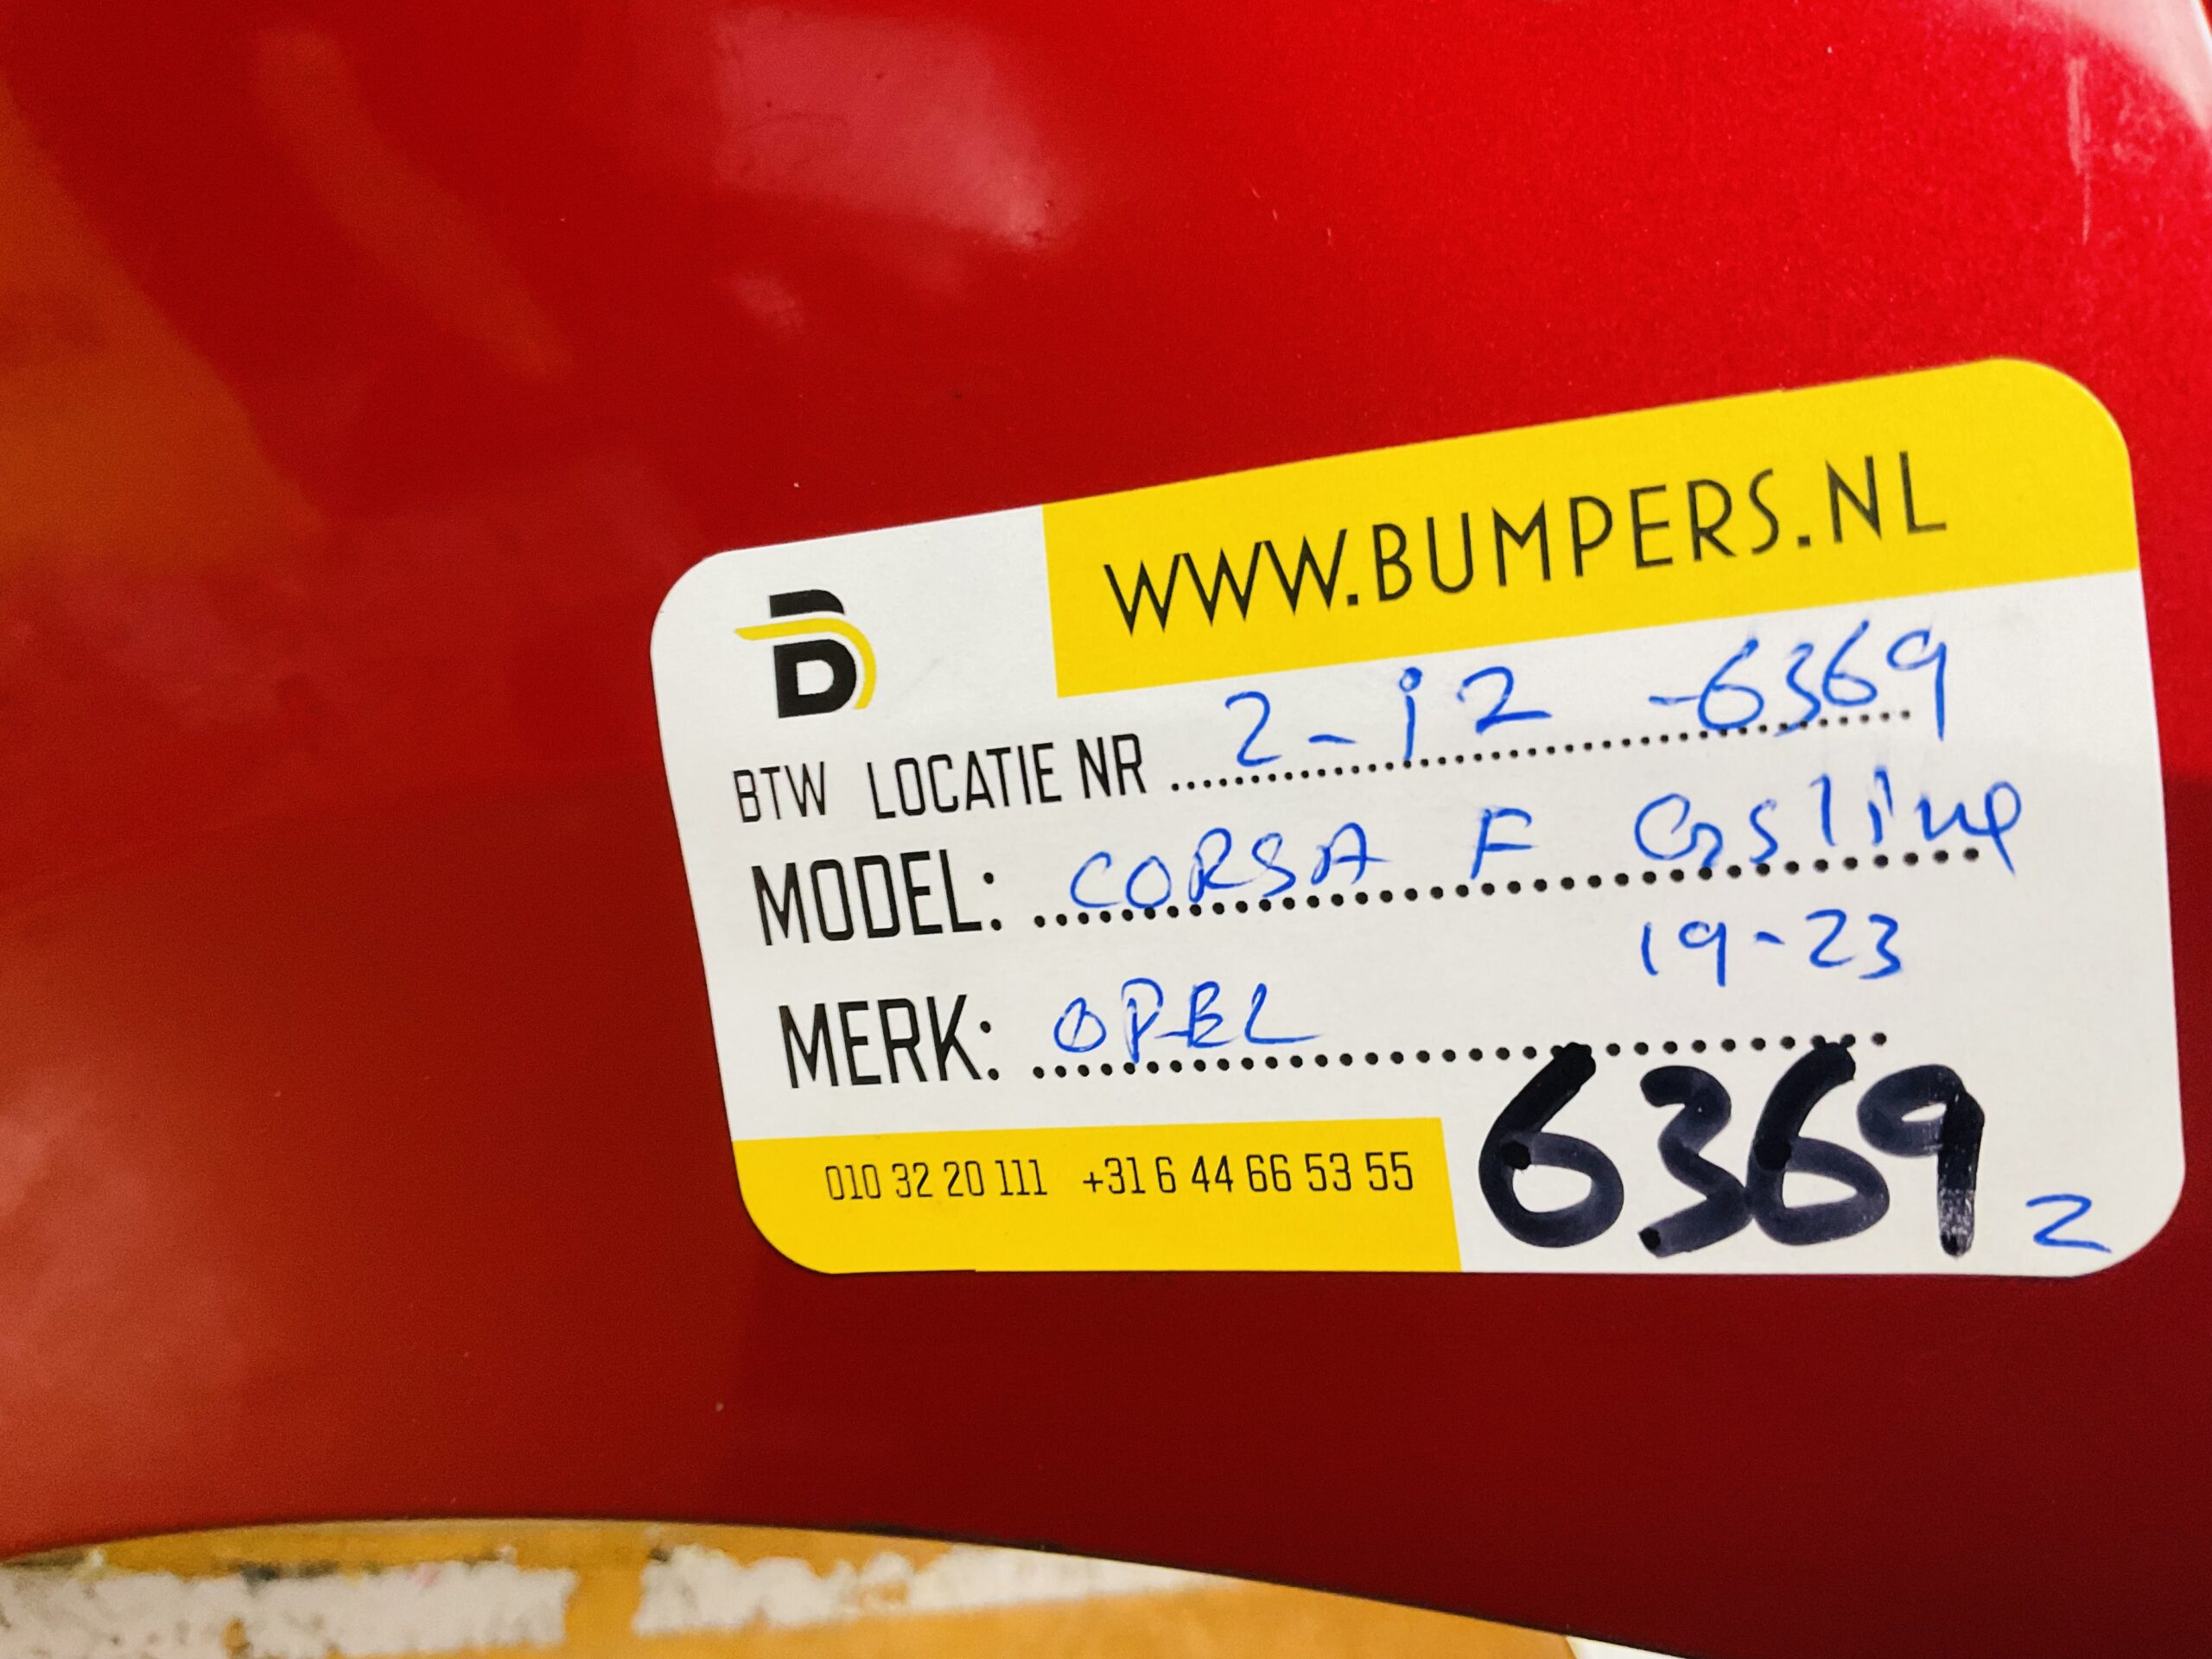 WWW.BUMPERS.NL
B
BTW LOCATIE NR 2-i2 -6369
MODEL: CORSA F Gsline
19-23
MERK: OPEL
010 32 20 111 +31 6 44 66 53 55
6369 2